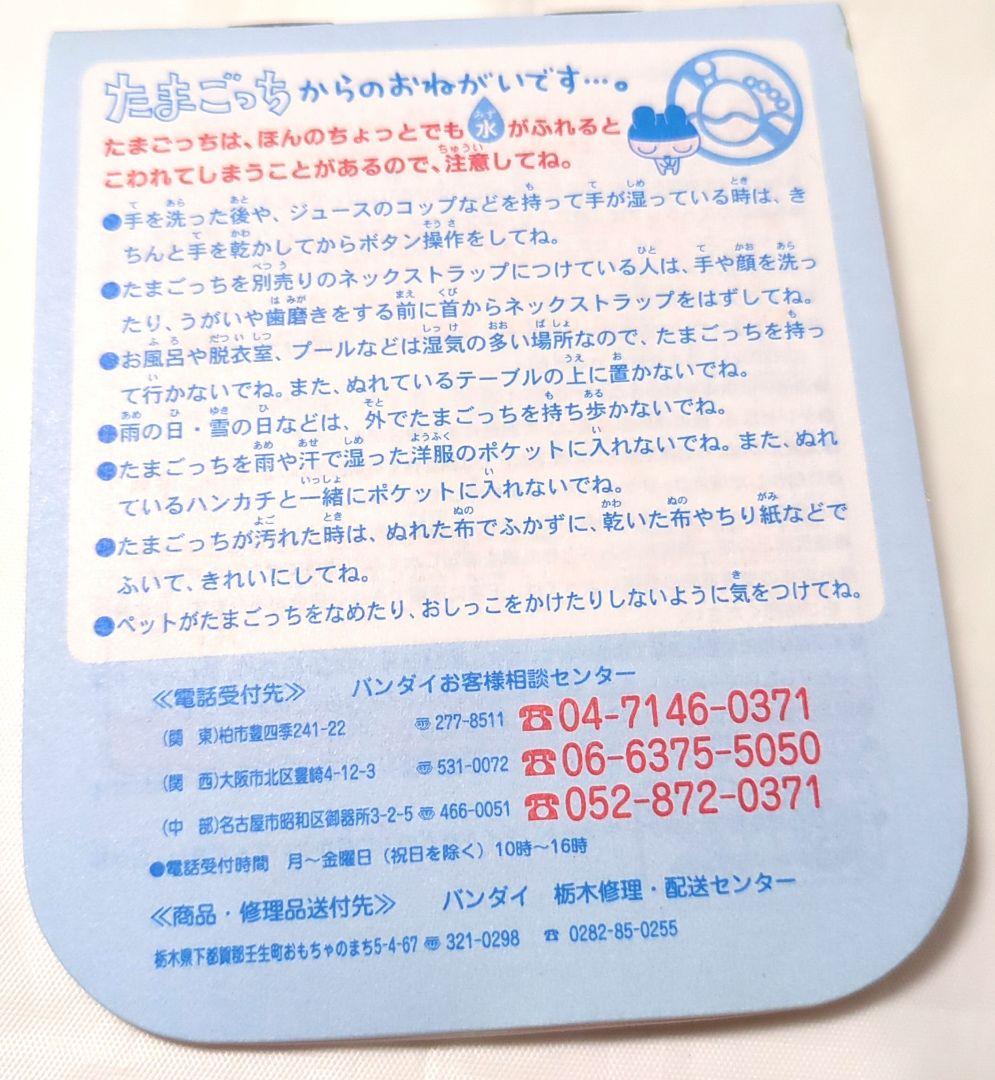 たまごっちからのおねがいです…。
たまごっちは、ほんのちょっとでも水がふれると
こわれてしまうことがあるので、注意してね。
●手を洗った後や、ジュースのコップなどを持って手が湿っている時は、き
ちんと手を乾かしてからボタン操作をしてね。
●たまごっちを別売りのネックストラップにつけている人は、手や顔を洗っ
たり、うがいや歯磨きをする前に首からネックストラップをはずしてね。
●お風呂や脱衣室、プールなどは湿気の多い場所なので、たまごっちを持っ
て行かないでね。また、ぬれているテーブルの上に置かないでね。
●雨の日・雪の日などは、外でたまごっちを持ち歩かないでね。
●たまごっちを雨や汗で湿った洋服のポケットに入れないでね。また、ぬれ
ているハンカチと一緒にポケットに入れないでね。
●たまごっちが汚れた時は、ぬれた布でふかずに、乾いた布やちり紙などで
ふいて、きれいにしてね。
●ペットがたまごっちをなめたり、おしっこをかけたりしないように気をつけてね。
≪電話受付先≫ バンダイお客様相談センター
(関 東)柏市豊四季241-22 〠277-8511 ☎04-7146-0371
(関 西)大阪市北区豊崎4-12-3 〠531-0072 ☎06-6375-5050
(中 部)名古屋市昭和区御器所3-2-5 〠466-0051 ☎052-872-0371
●電話受付時間 月～金曜日（祝日を除く）10時～16時
≪商品・修理品送付先≫ バンダイ 栃木修理・配送センター
栃木県下都賀郡壬生町おもちゃのまち5-4-67 〠321-0298 ☎0282-85-0255